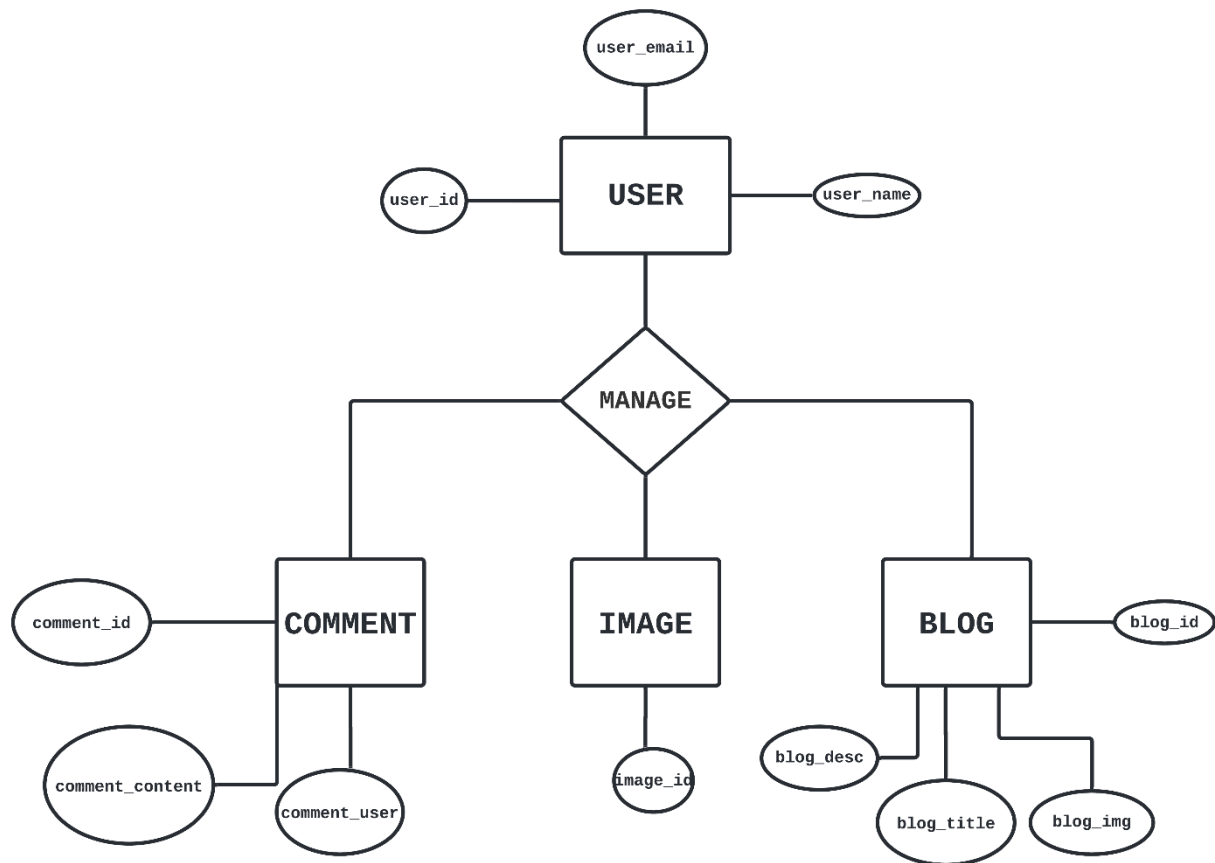 user_email
user_id
USER
user_name
MANAGE
comment_id
COMMENT
IMAGE
BLOG
blog_id
comment_content
comment_user
image_id
blog_desc
blog_title
blog_img